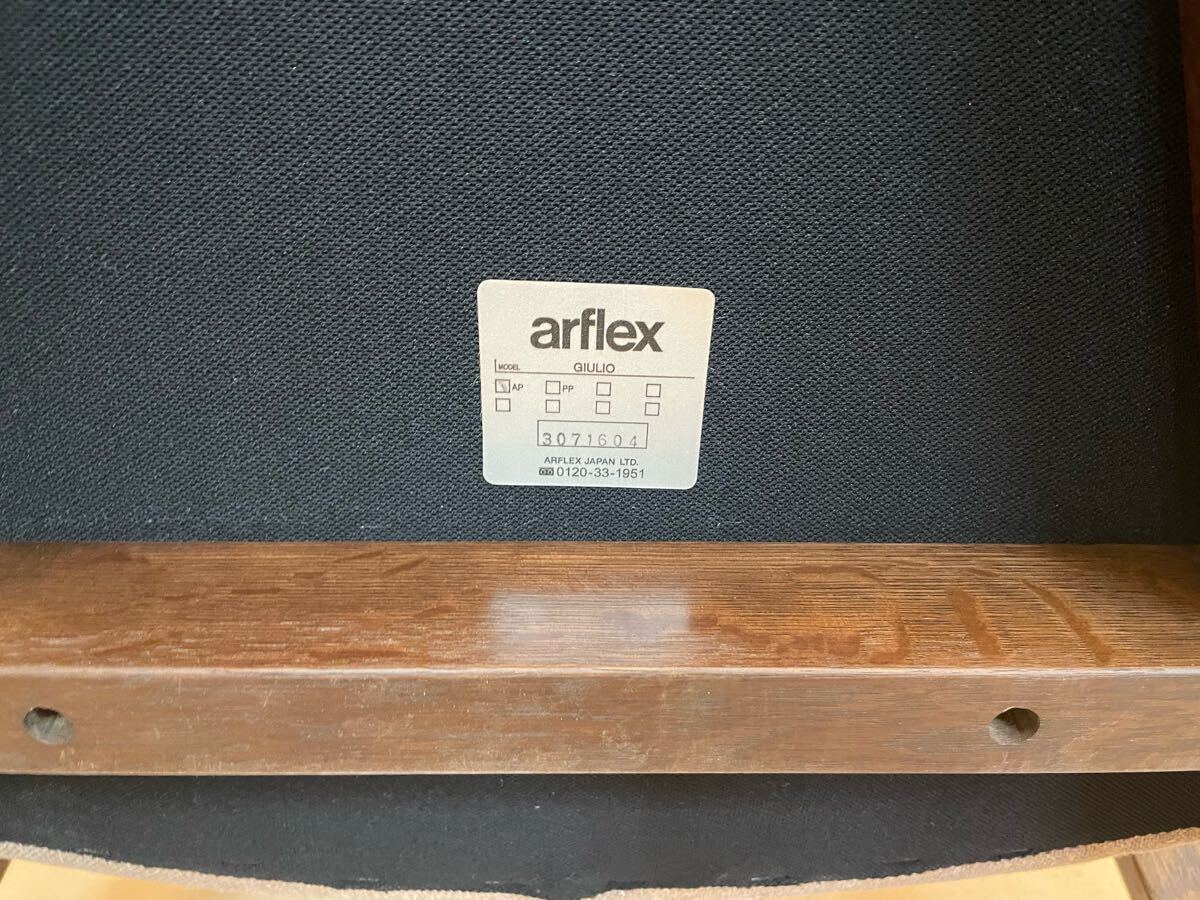 arflex
MODEL GIULIO
AP PP
3071604
ARFLEX JAPAN LTD.
0120-33-1951